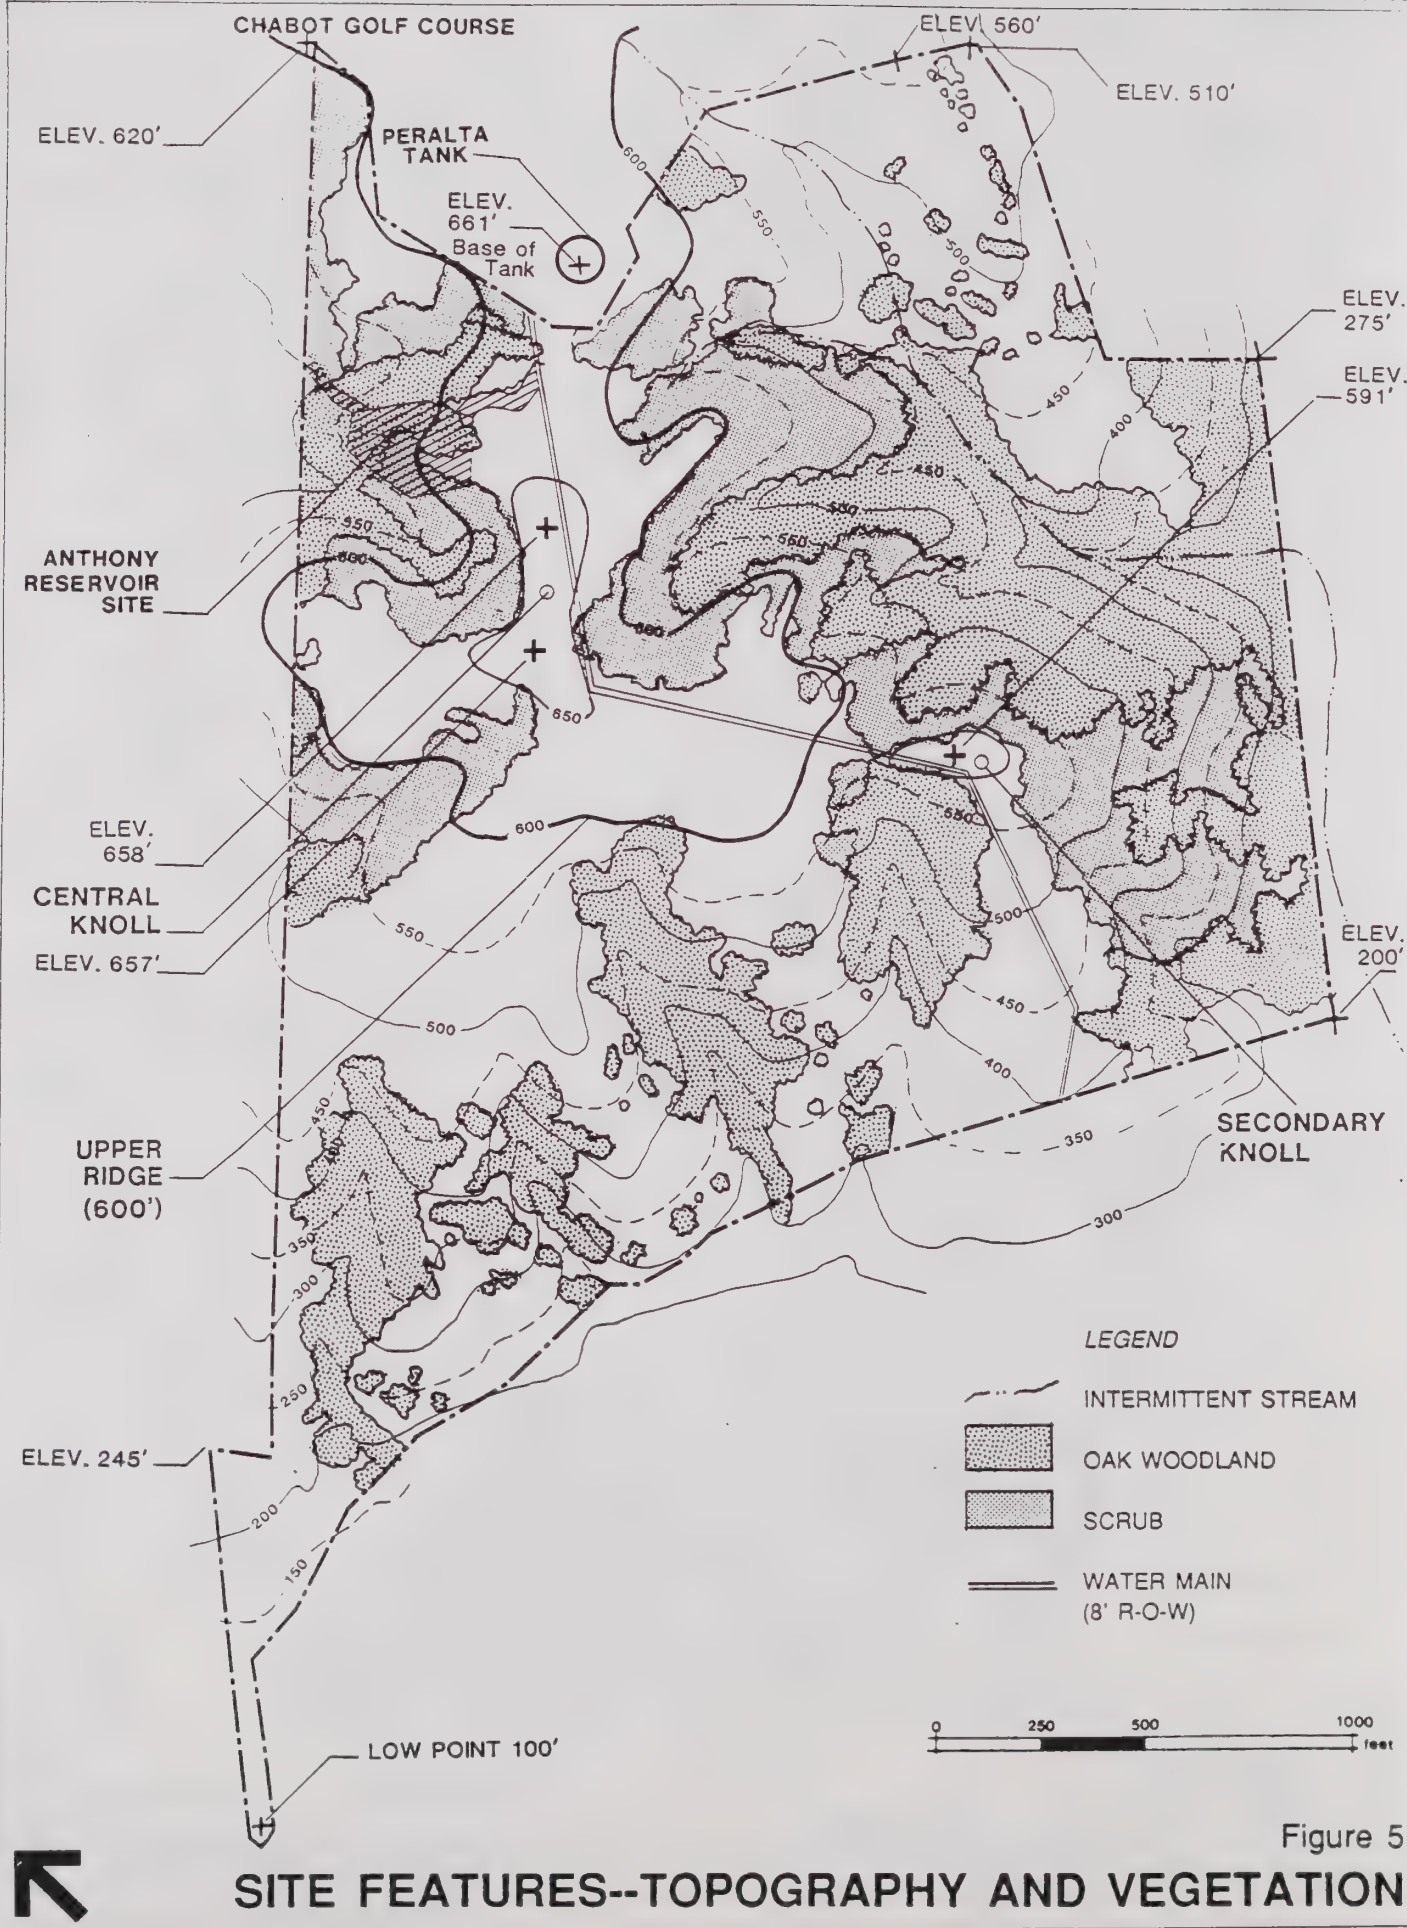 CHABOT GOLF COURSE
ELEV. 560'
ELEV. 510'
ELEV. 620'
PERALTA
TANK
ELEV.
661'
Base of
Tank
600
550
500
ELEV.
275'
ELEV.
591'
450
400
450
500
550
550
600
ANTHONY
RESERVOIR
SITE
600
650
ELEV.
658'
CENTRAL
KNOLL
ELEV. 657'
600
550
500
550
500
450
400
ELEV.
200'
450
400
350
300
250
UPPER
RIDGE
(600')
SECONDARY
KNOLL
350
300
ELEV. 245'
200
150
LEGEND
INTERMITTENT STREAM
OAK WOODLAND
SCRUB
WATER MAIN
(8' R-O-W)
0 250 500 1000
feet
LOW POINT 100'
Figure 5
SITE FEATURES--TOPOGRAPHY AND VEGETATION